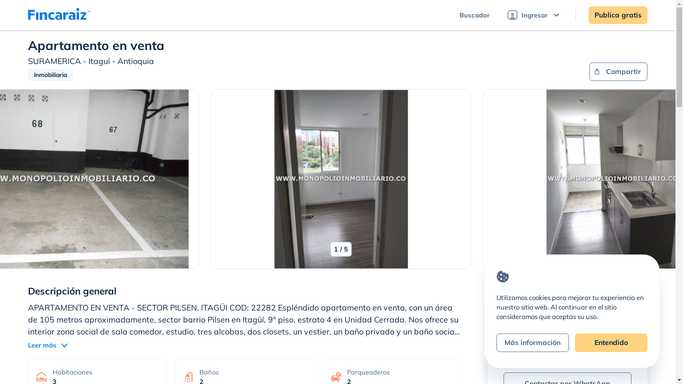 Fincaraiz
Buscador
Ingresar
Publica gratis
Apartamento en venta
SURAMERICA - Itaguí - Antioquia
Inmobiliaria
Compartir
68
67
WWW.MONOPOLIOINMOBILIARIO.CO
WWW.MONOPOLIOINMOBILIARIO.CO
WWW.MONOPOLIOINMOBILIARIO.CO
1 / 5
Descripción general
APARTAMENTO EN VENTA - SECTOR PILSEN, ITAGÜI COD: 22282 Espléndido apartamento en venta, con un área
de 105 metros aproximadamente, sector barrio Pilsen en Itagüí, 9° piso, estrato 4 en Unidad Cerrada. Nos ofrece su
interior zona social de sala comedor, estudio, tres alcobas, dos closets, un vestier, un baño privado y un baño socia...
Leer más
Habitaciones
3
Baños
2
Parqueaderos
2
Utilizamos cookies para mejorar tu experiencia en
nuestro sitio web. Al continuar en el sitio
consideramos que aceptas su uso.
Más información
Entendido
Contactar por WhatsApp